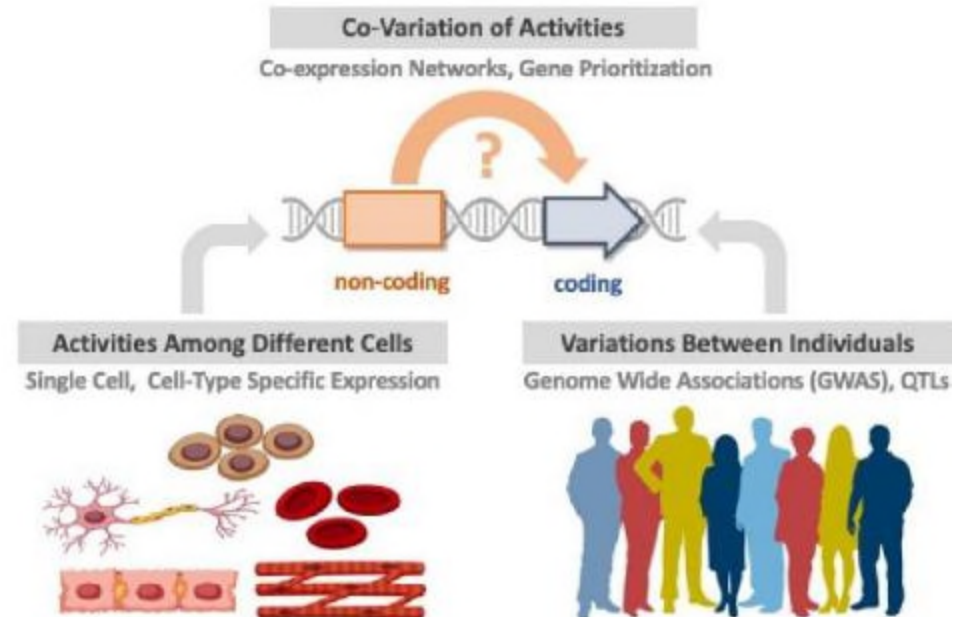 Co-Variation of Activities
Co-expression Networks, Gene Prioritization
?
non-coding
coding
Activities Among Different Cells
Single Cell, Cell-Type Specific Expression
Variations Between Individuals
Genome Wide Associations (GWAS), QTLs